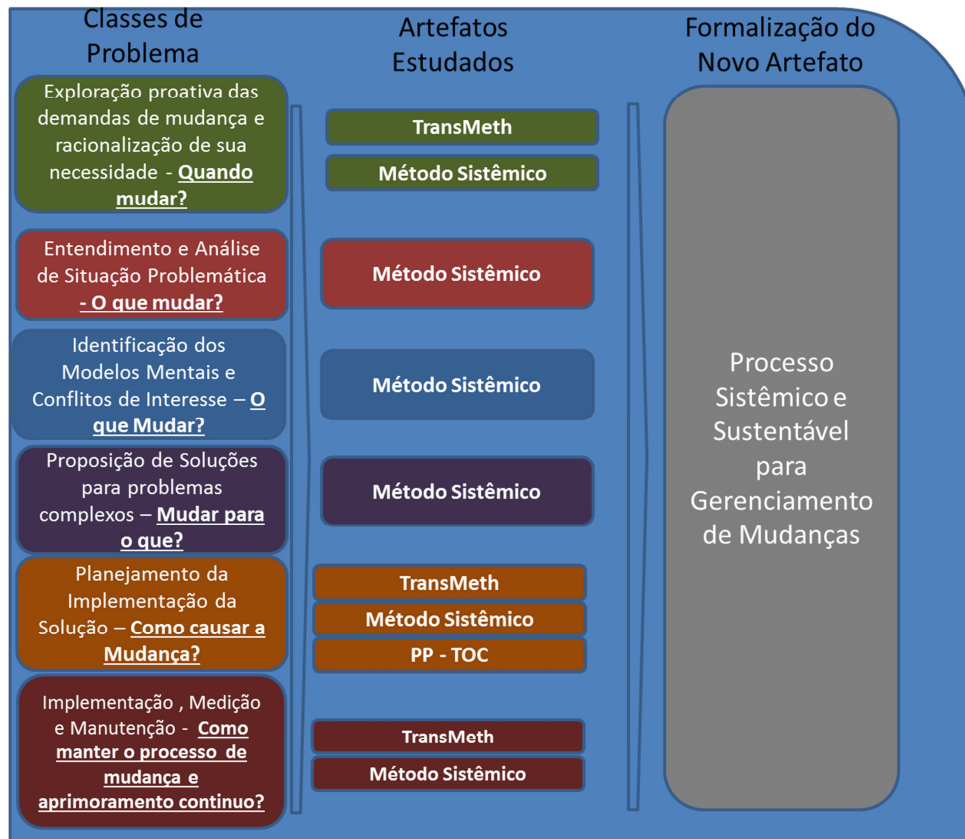 Classes de
Problema
Artefatos
Estudados
Formalização do
Novo Artefato
Exploração proativa das
demandas de mudança e
racionalização de sua
necessidade - Quando
mudar?
TransMeth
Método Sistêmico
Entendimento e Análise
de Situação Problemática
- O que mudar?
Método Sistêmico
Identificação dos
Modelos Mentais e
Conflitos de Interesse – O
que Mudar?
Método Sistêmico
Proposição de Soluções
para problemas
complexos – Mudar para
o que?
Método Sistêmico
Planejamento da
Implementação da
Solução – Como causar a
Mudança?
TransMeth
Método Sistêmico
PP - TOC
Implementação , Medição
e Manutenção - Como
manter o processo de
mudança e
aprimoramento continuo?
TransMeth
Método Sistêmico
Processo
Sistêmico e
Sustentável
para
Gerenciamento
de Mudanças